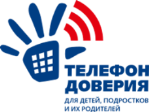 ТЕЛЕФОН
ДОВЕРИЯ
ДЛЯ ДЕТЕЙ, ПОДРОСТКОВ
И ИХ РОДИТЕЛЕЙ